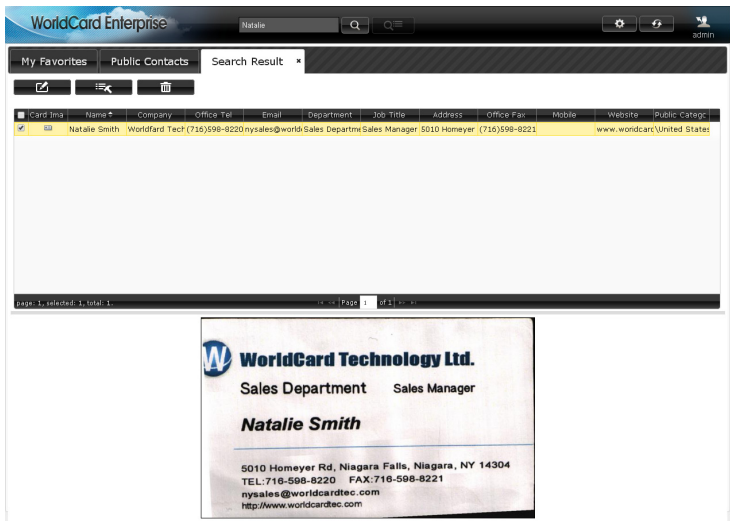 WorldCard Enterprise
Natalie
admin
My Favorites Public Contacts Search Result ×
Card Ima Name Company Office Tel Email Department Job Title Address Office Fax Mobile Website Public Categc
Natalie Smith Worldfard Tech (716)598-8220 nysales@world Sales Departme Sales Manager 5010 Homeyer (716)598-8221 www.woridcarc \United States
page: 1, selected: 1, total: 1. Page 1 of 1
W WorldCard Technology Ltd.
Sales Department Sales Manager
Natalie Smith
5010 Homeyer Rd, Niagara Falls, Niagara, NY 14304
TEL:716-598-8220 FAX:716-598-8221
nysales@worldcardtec.com
http://www.worldcardtec.com